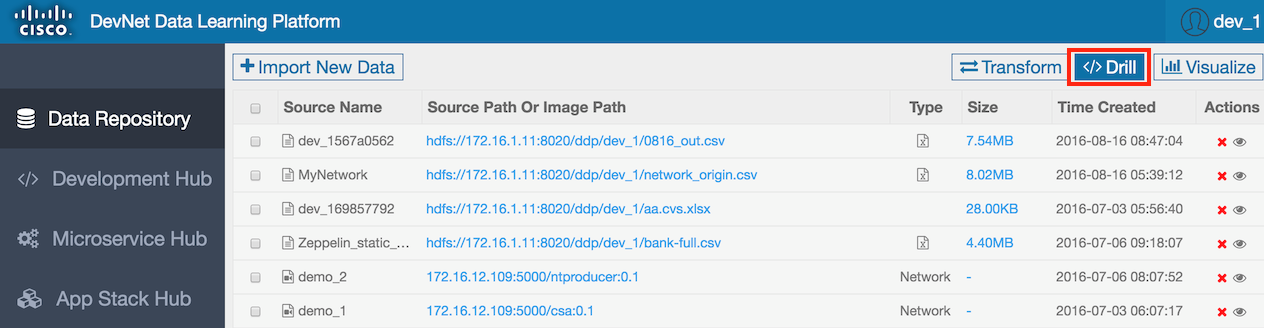 CISCO DevNet Data Learning Platform dev_1
+ Import New Data Transform </> Drill Visualize
Source Name Source Path Or Image Path Type Size Time Created Actions
Data Repository
dev_1567a0562 hdfs://172.16.1.11:8020/ddp/dev_1/0816_out.csv 7.54MB 2016-08-16 08:47:04
MyNetwork hdfs://172.16.1.11:8020/ddp/dev_1/network_origin.csv 8.02MB 2016-08-16 05:39:12
</> Development Hub
dev_169857792 hdfs://172.16.1.11:8020/ddp/dev_1/aa.cvs.xlsx 28.00KB 2016-07-03 05:56:40
Microservice Hub
Zeppelin_static_... hdfs://172.16.1.11:8020/ddp/dev_1/bank-full.csv 4.40MB 2016-07-06 09:18:07
demo_2 172.16.12.109:5000/ntproducer:0.1 Network - 2016-07-06 08:07:52
App Stack Hub
demo_1 172.16.12.109:5000/csa:0.1 Network - 2016-07-03 06:07:17